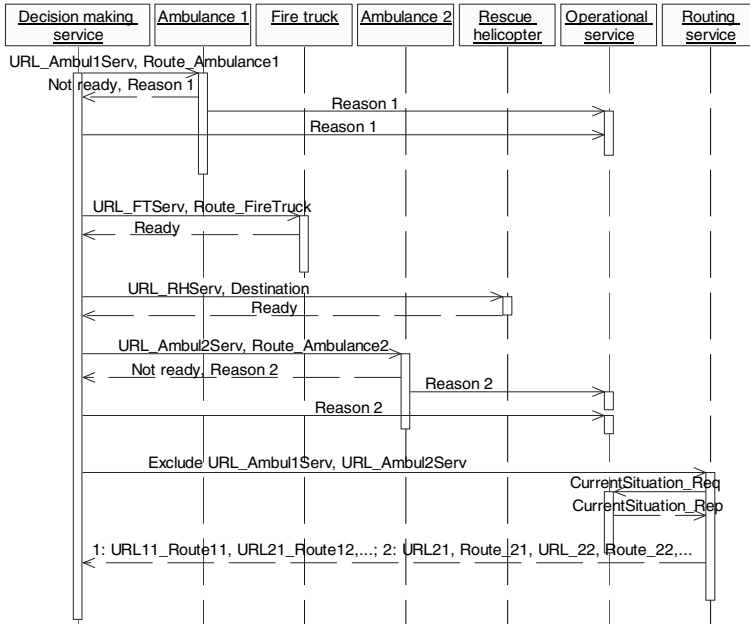 Decision making service
Ambulance 1
Fire truck
Ambulance 2
Rescue helicopter
Operational service
Routing service
URL_Ambul1Serv, Route_Ambulance1
Not ready, Reason 1
Reason 1
Reason 1
URL_FTServ, Route_FireTruck
Ready
URL_RHServ, Destination
Ready
URL_Ambul2Serv, Route_Ambulance2
Not ready, Reason 2
Reason 2
Reason 2
Exclude URL_Ambul1Serv, URL_Ambul2Serv
CurrentSituation_Req
CurrentSituation_Rep
1: URL11_Route11, URL21_Route12,...; 2: URL21, Route_21, URL_22, Route_22,...